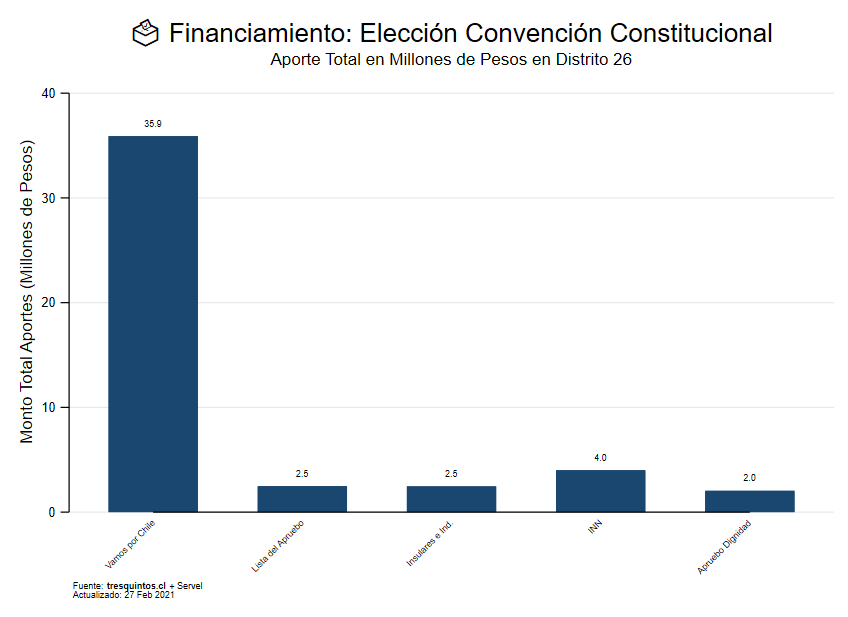 🗳 Financiamiento: Elección Convención Constitucional
Aporte Total en Millones de Pesos en Distrito 26
Monto Total Aportes (Millones de Pesos)
40
30
20
10
0
35.9
2.5
2.5
4.0
2.0
Vamos por Chile
Lista del Apruebo
Insulares e Ind.
INN
Apruebo Dignidad
Fuente: tresquintos.cl + Servel
Actualizado: 27 Feb 2021